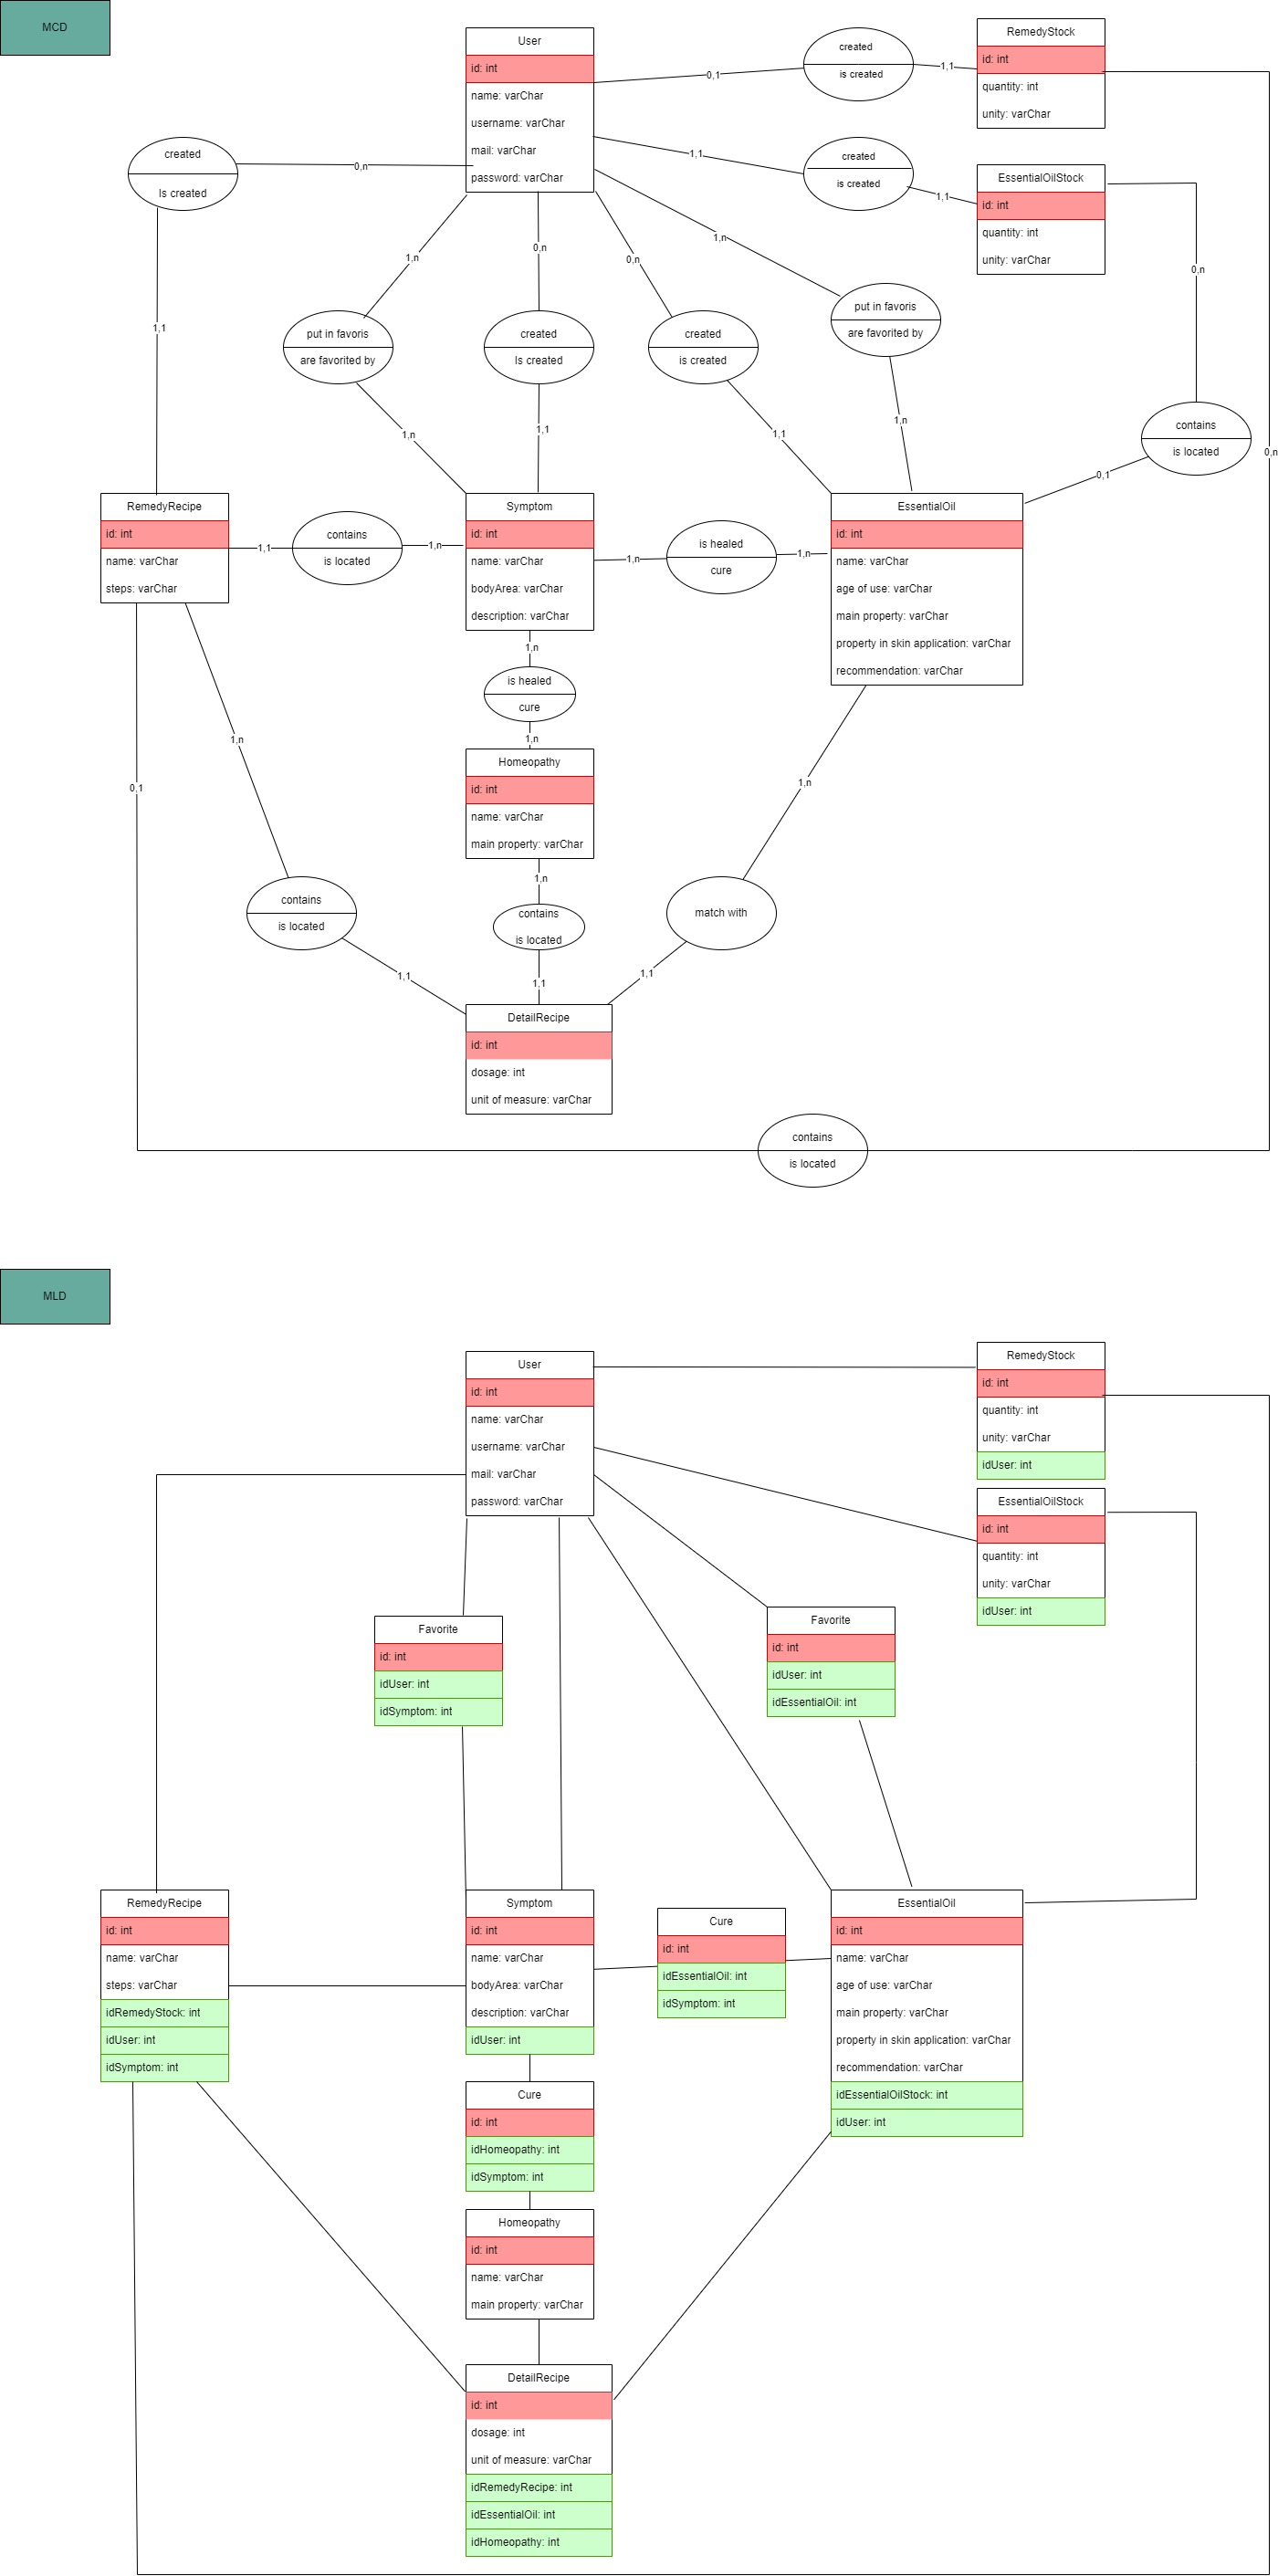 MCD
User
id: int
name: varChar
username: varChar
mail: varChar
password: varChar
created
is created
0,1
1,1
RemedyStock
id: int
quantity: int
unity: varChar
created
is created
1,1
1,1
EssentialOilStock
id: int
quantity: int
unity: varChar
created
Is created
0,n
1,1
1,n
put in favoris
are favorited by
1,n
0,n
created
Is created
1,1
0,n
created
is created
1,1
1,n
put in favoris
are favorited by
1,n
0,n
contains
is located
0,1
0,n
RemedyRecipe
id: int
name: varChar
steps: varChar
1,1
contains
is located
1,n
Symptom
id: int
name: varChar
bodyArea: varChar
description: varChar
1,n
is healed
cure
1,n
EssentialOil
id: int
name: varChar
age of use: varChar
main property: varChar
property in skin application: varChar
recommendation: varChar
1,n
is healed
cure
1,n
Homeopathy
id: int
name: varChar
main property: varChar
1,n
0,1
1,n
1,n
contains
is located
1,1
contains
is located
1,1
match with
1,1
DetailRecipe
id: int
dosage: int
unit of measure: varChar
contains
is located
MLD
User
id: int
name: varChar
username: varChar
mail: varChar
password: varChar
RemedyStock
id: int
quantity: int
unity: varChar
idUser: int
EssentialOilStock
id: int
quantity: int
unity: varChar
idUser: int
Favorite
id: int
idUser: int
idSymptom: int
Favorite
id: int
idUser: int
idEssentialOil: int
RemedyRecipe
id: int
name: varChar
steps: varChar
idRemedyStock: int
idUser: int
idSymptom: int
Symptom
id: int
name: varChar
bodyArea: varChar
description: varChar
idUser: int
Cure
id: int
idEssentialOil: int
idSymptom: int
EssentialOil
id: int
name: varChar
age of use: varChar
main property: varChar
property in skin application: varChar
recommendation: varChar
idEssentialOilStock: int
idUser: int
Cure
id: int
idHomeopathy: int
idSymptom: int
Homeopathy
id: int
name: varChar
main property: varChar
DetailRecipe
id: int
dosage: int
unit of measure: varChar
idRemedyRecipe: int
idEssentialOil: int
idHomeopathy: int